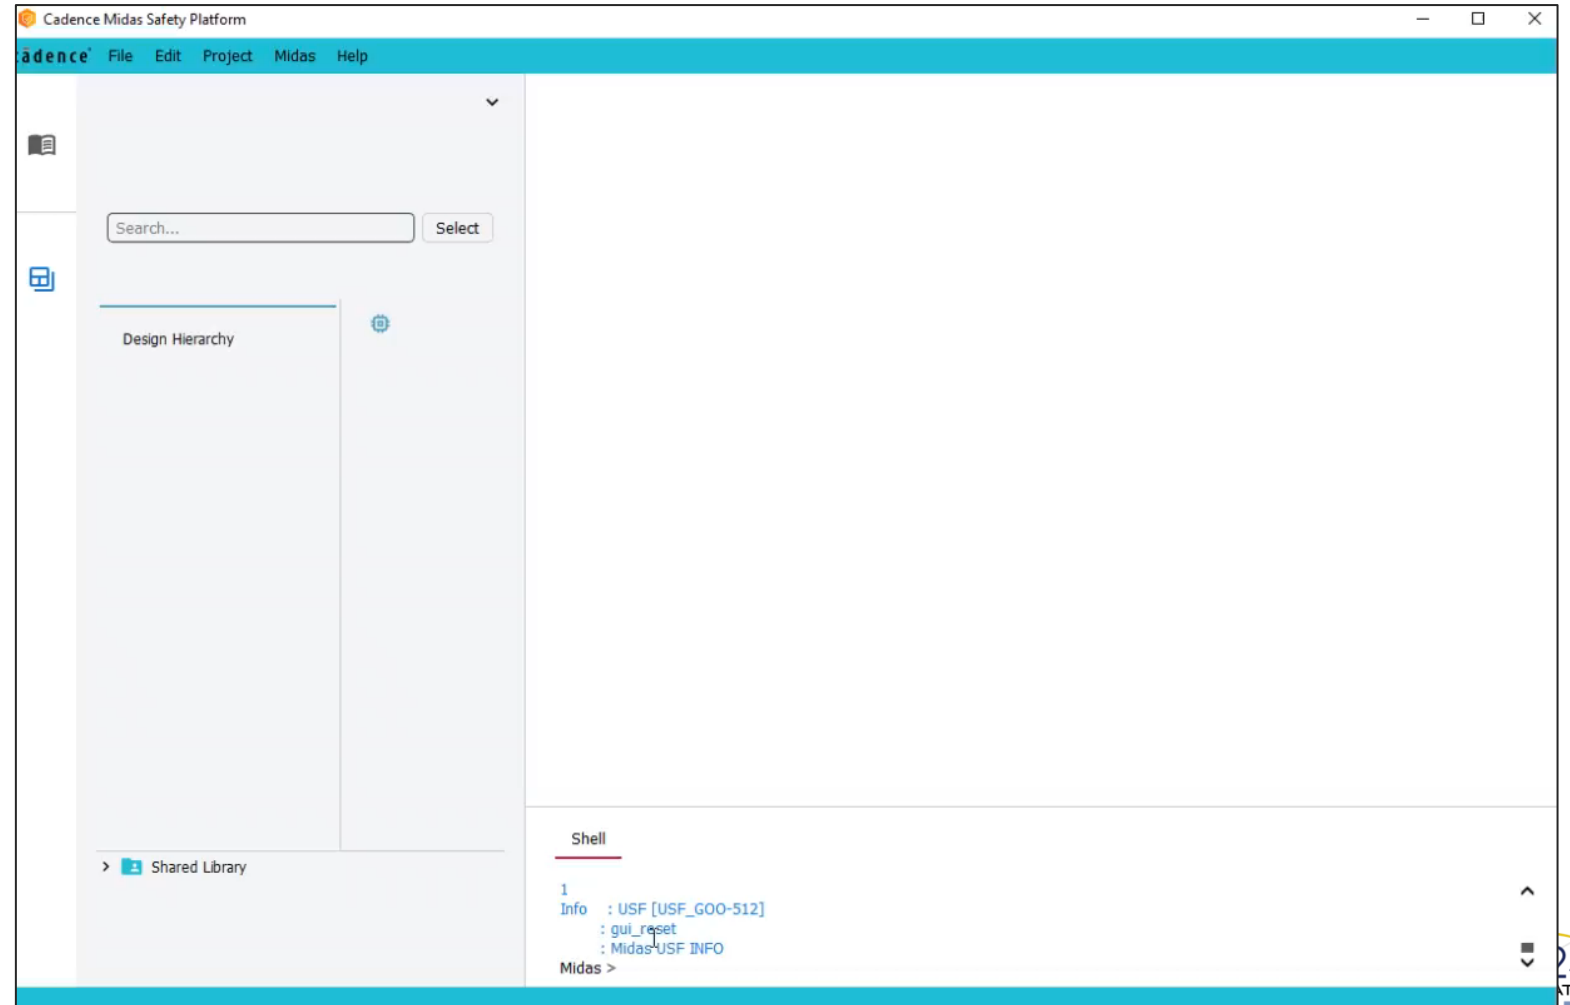 Cadence Midas Safety Platform
cādence File Edit Project Midas Help
Search... Select
Design Hierarchy
Shared Library
Shell
1
Info : USF [USF_GOO-512]
: gui_reset
: Midas USF INFO
Midas >